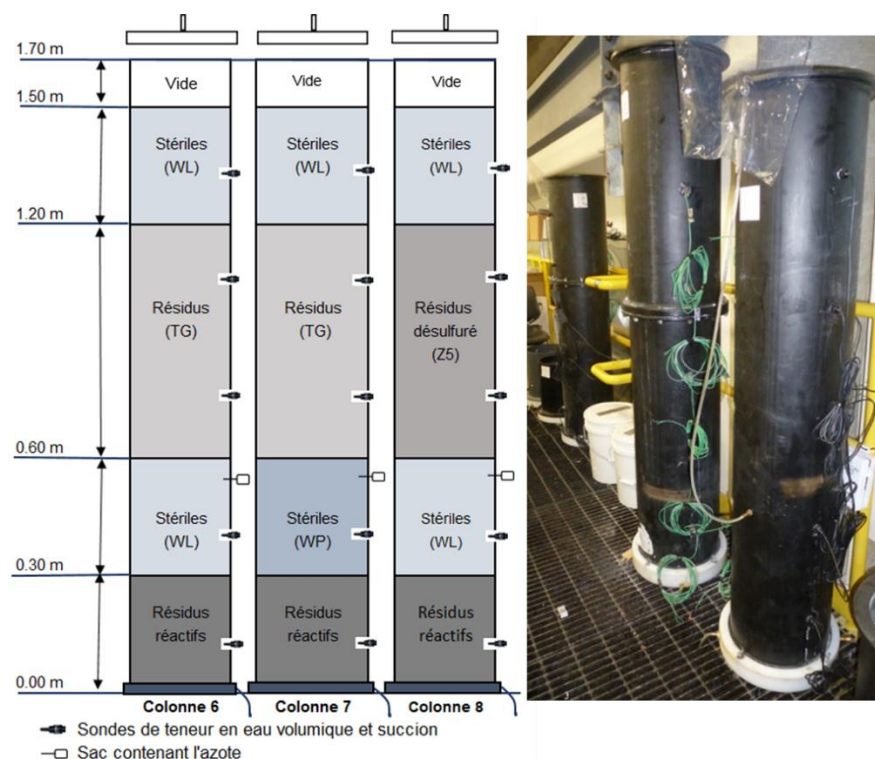 1.70 m
Vide
Vide
Vide
1.50 m
Stériles
(WL)
Stériles
(WL)
Stériles
(WL)
1.20 m
Résidus
(TG)
Résidus
(TG)
Résidus
désulfuré
(Z5)
0.60 m
Stériles
(WL)
Stériles
(WP)
Stériles
(WL)
0.30 m
Résidus
réactifs
Résidus
réactifs
Résidus
réactifs
0.00 m
Colonne 6
Colonne 7
Colonne 8
Sondes de teneur en eau volumique et succion
Sac contenant l'azote